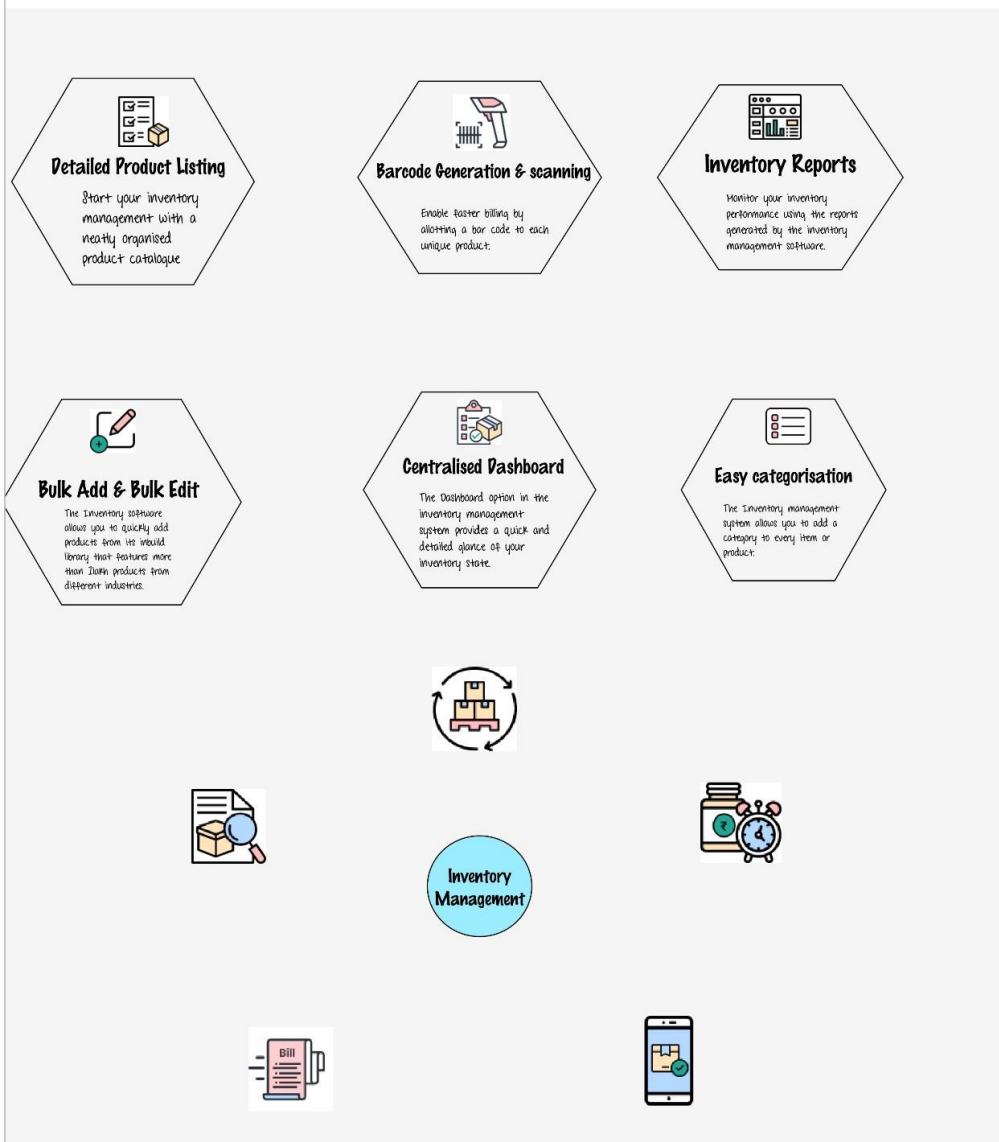 Detailed Product Listing
Start your inventory
management with a
neatly organised
product catalogue
Barcode Generation & scanning
Enable faster billing by
allotting a bar code to each
unique product.
Inventory Reports
Monitor your inventory
performance using the reports
generated by the inventory
management software.
Bulk Add & Bulk Edit
The Inventory software
allows you to quickly add
products from its inbuild
library that features more
than products from
different industries.
Centralised Dashboard
The Dashboard option in the
inventory management
system provides a quick and
detailed glance of your
inventory state.
Easy categorisation
The Inventory management
system allows you to add a
category to every item or
product.
₹
Inventory
Management
Bill